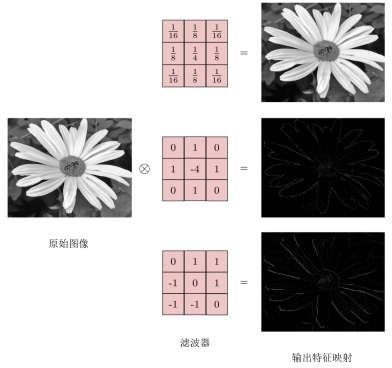 1/16 1/8 1/16
1/8 1/4 1/8 =
1/16 1/8 1/16
0 1 0
⊗ 1 -4 1 =
0 1 0
原始图像
0 1 1
-1 0 1 =
-1 -1 0
滤波器
输出特征映射